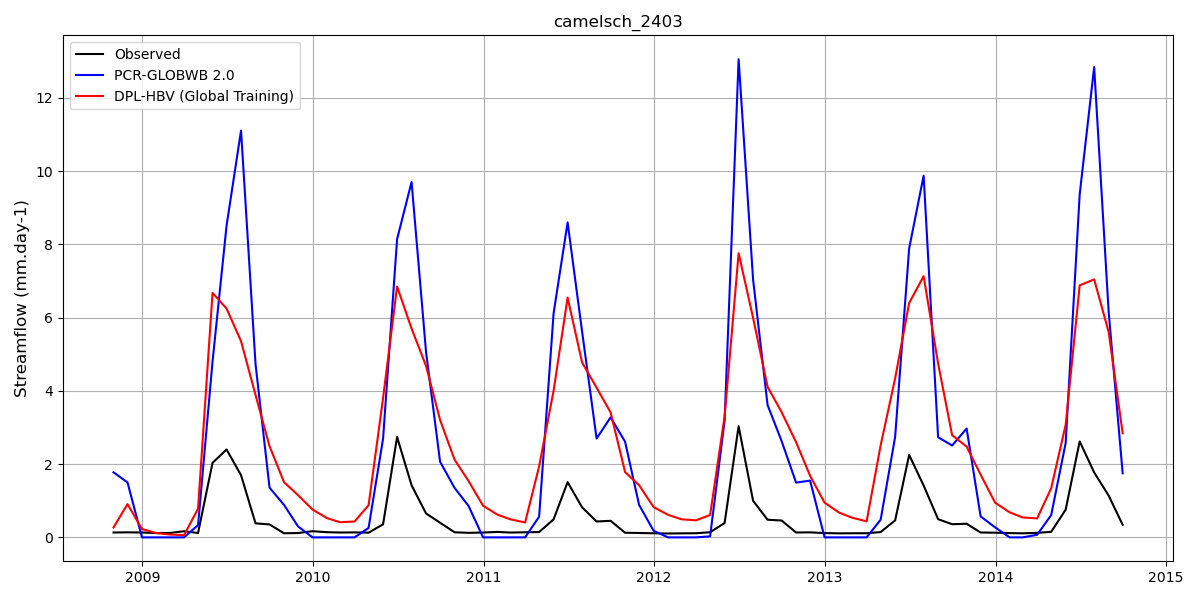 camelsch_2403
Observed
PCR-GLOBWB 2.0
DPL-HBV (Global Training)
Streamflow (mm.day-1)
12
10
8
6
4
2
0
2009
2010
2011
2012
2013
2014
2015